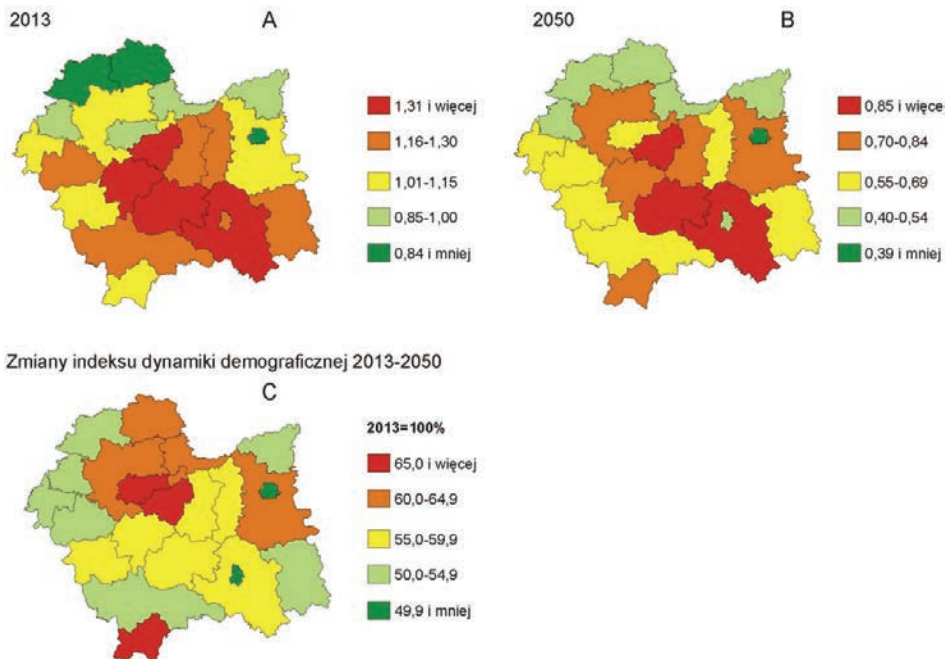 2013
A
1,31 i więcej
1,16-1,30
1,01-1,15
0,85-1,00
0,84 i mniej
2050
B
0,85 i więce
0,70-0,84
0,55-0,69
0,40-0,54
0,39 i mniej
Zmiany indeksu dynamiki demograficznej 2013-2050
C
2013=100%
65,0 i więcej
60,0-64,9
55,0-59,9
50,0-54,9
49,9 i mniej